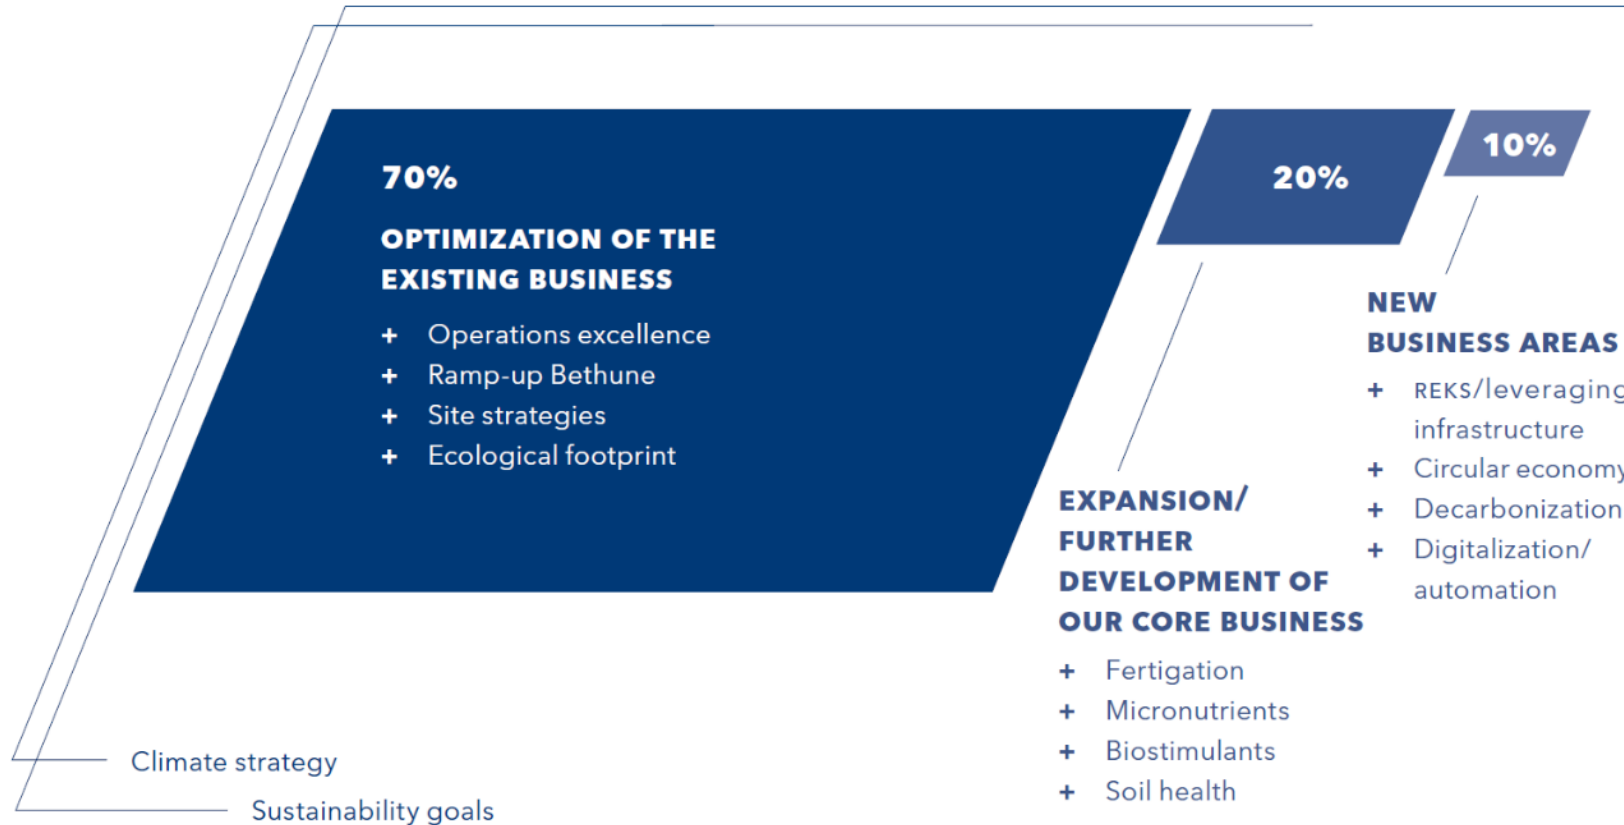 70%
OPTIMIZATION OF THE
EXISTING BUSINESS
+ Operations excellence
+ Ramp-up Bethune
+ Site strategies
+ Ecological footprint
20%
EXPANSION/
FURTHER
DEVELOPMENT OF
OUR CORE BUSINESS
+ Fertigation
+ Micronutrients
+ Biostimulants
+ Soil health
10%
NEW
BUSINESS AREAS
+ REKS/leveraging
infrastructure
+ Circular economy
+ Decarbonization
+ Digitalization/
automation
Climate strategy
Sustainability goals